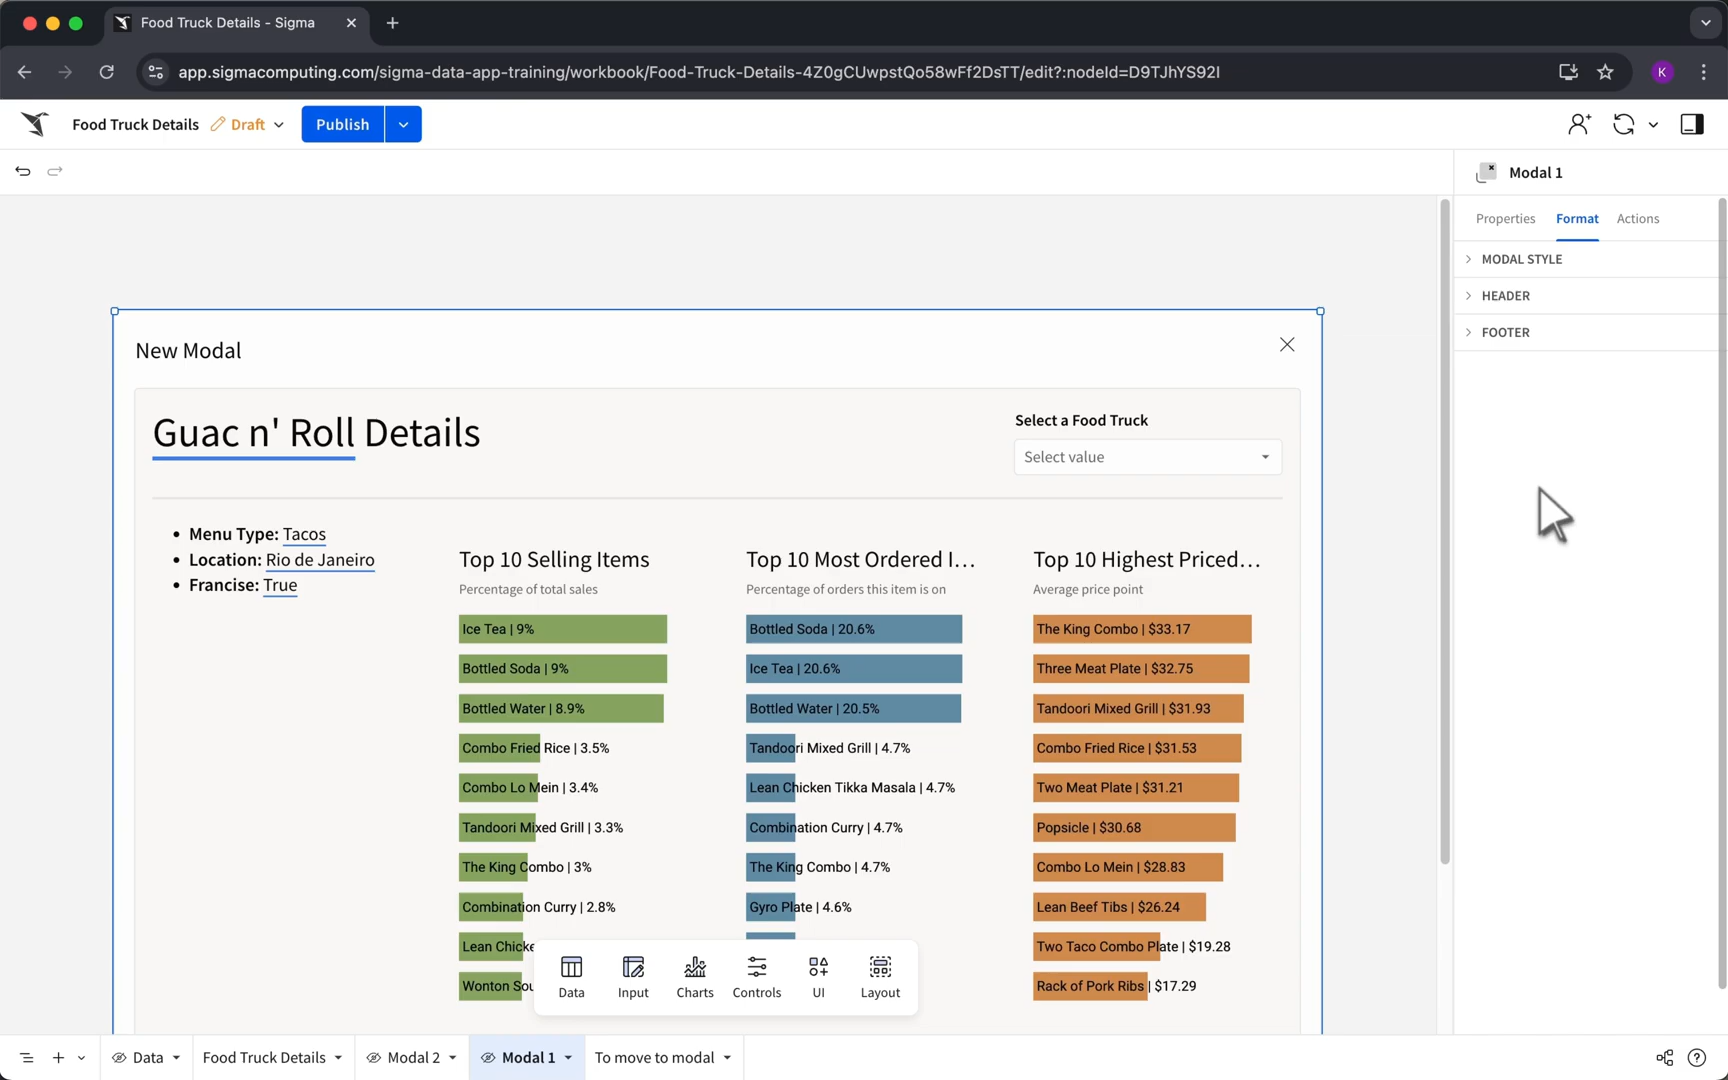 Food Truck Details - Sigma
app.sigmacomputing.com/sigma-data-app-training/workbook/Food-Truck-Details-4Z0gCUwpstQo58wFf2DsTT/edit?:nodeId=D9TJhYS92I
K
Food Truck Details Draft Publish
Modal 1
Properties Format Actions
MODAL STYLE
HEADER
FOOTER
New Modal
Guac n' Roll Details
Select a Food Truck
Select value
• Menu Type: Tacos
• Location: Rio de Janeiro
• Francise: True
Top 10 Selling Items
Percentage of total sales
Ice Tea | 9%
Bottled Soda | 9%
Bottled Water | 8.9%
Combo Fried Rice | 3.5%
Combo Lo Mein | 3.4%
Tandoori Mixed Grill | 3.3%
The King Combo | 3%
Combination Curry | 2.8%
Lean Chicke
Wonton Sou
Top 10 Most Ordered I...
Percentage of orders this item is on
Bottled Soda | 20.6%
Ice Tea | 20.6%
Bottled Water | 20.5%
Tandoori Mixed Grill | 4.7%
Lean Chicken Tikka Masala | 4.7%
Combination Curry | 4.7%
The King Combo | 4.7%
Gyro Plate | 4.6%
Top 10 Highest Priced...
Average price point
The King Combo | $33.17
Three Meat Plate | $32.75
Tandoori Mixed Grill | $31.93
Combo Fried Rice | $31.53
Two Meat Plate | $31.21
Popsicle | $30.68
Combo Lo Mein | $28.83
Lean Beef Tibs | $26.24
Two Taco Combo Plate | $19.28
Rack of Pork Ribs | $17.29
Data Input Charts Controls UI Layout
Data Food Truck Details Modal 2 Modal 1 To move to modal